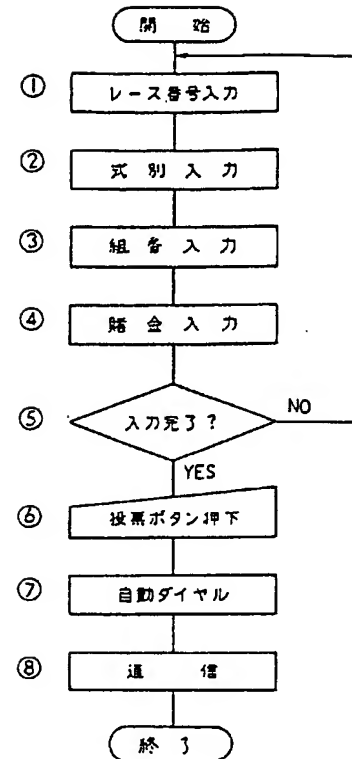 開 始
① レース番号入力
② 式 別 入 力
③ 組 番 入 力
④ 賭 金 入 力
⑤ 入力完了? NO
YES
⑥ 投票ボタン押下
⑦ 自動ダイヤル
⑧ 通 信
終 了